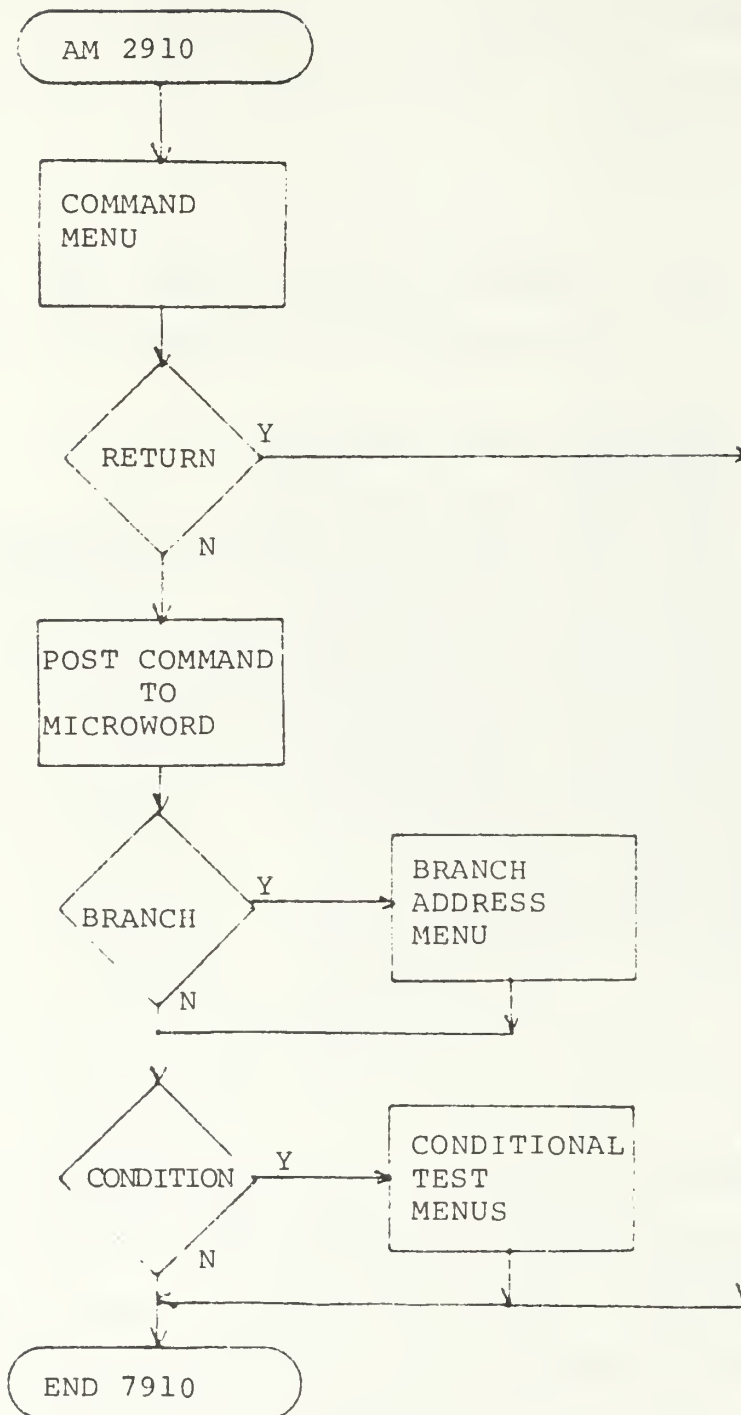 AM 2910
COMMAND
MENU
RETURN
Y
N
POST COMMAND
TO
MICROWORD
BRANCH
Y
N
BRANCH
ADDRESS
MENU
CONDITION
Y
N
CONDITIONAL
TEST
MENUS
END 7910